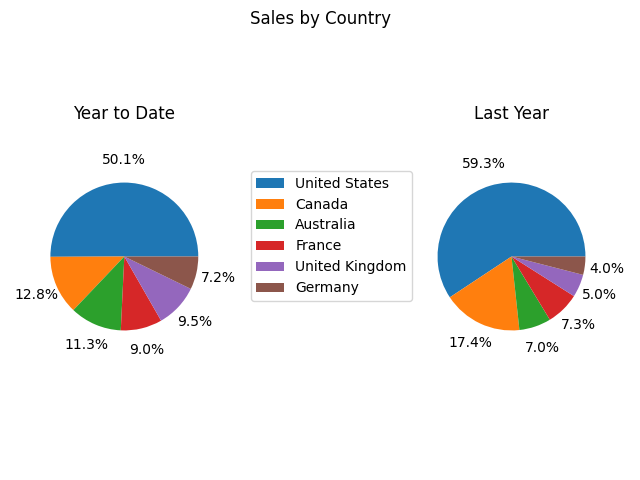 Sales by Country
Year to Date
50.1%
12.8%
11.3%
9.0%
9.5%
7.2%
United States
Canada
Australia
France
United Kingdom
Germany
Last Year
59.3%
17.4%
7.0%
7.3%
5.0%
4.0%